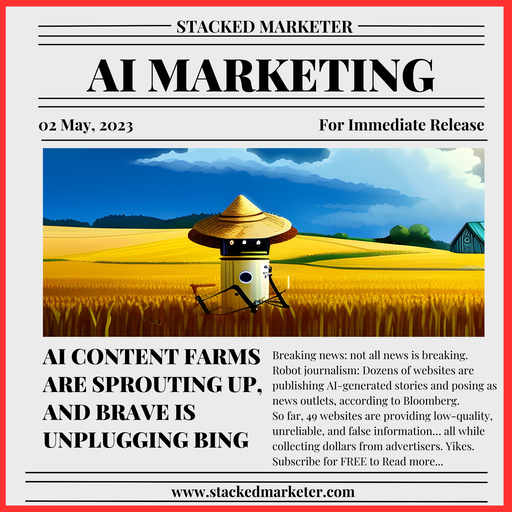 STACKED MARKETER
AI MARKETING
02 May, 2023
For Immediate Release
AI CONTENT FARMS
ARE SPROUTING UP,
AND BRAVE IS
UNPLUGGING BING
Breaking news: not all news is breaking.
Robot journalism: Dozens of websites are
publishing AI-generated stories and posing as
news outlets, according to Bloomberg.
So far, 49 websites are providing low-quality,
unreliable, and false information... all while
collecting dollars from advertisers. Yikes.
Subscribe for FREE to Read more...
www.stackedmarketer.com